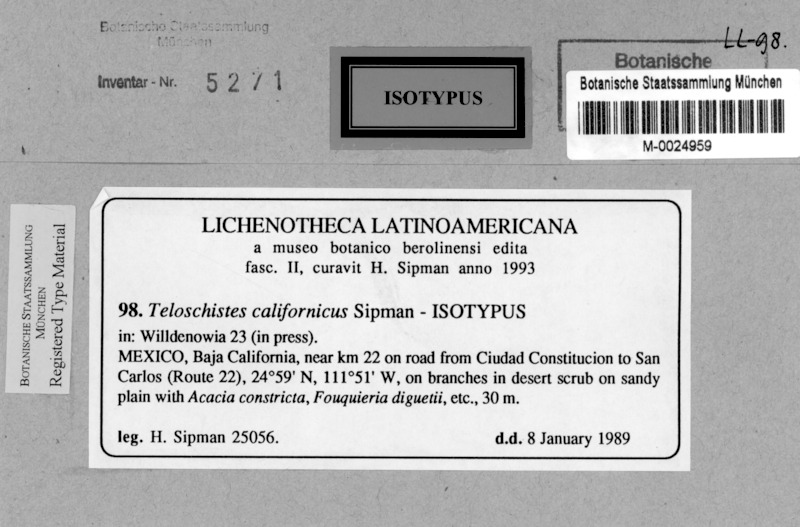 Botanische Staatssammlung
München
Inventar - Nr. 5271
ISOTYPUS
LL-98.
Botanische
Botanische Staatssammlung München
M-0024959
BOTANISCHE STAATSSAMMLUNG
MÜNCHEN
Registered Type Material
LICHENOTHECA LATINOAMERICANA
a museo botanico berolinensi edita
fasc. II, curavit H. Sipman anno 1993
98. Teloschistes californicus Sipman - ISOTYPUS
in: Willdenowia 23 (in press).
MEXICO, Baja California, near km 22 on road from Ciudad Constitucion to San
Carlos (Route 22), 24°59' N, 111°51' W, on branches in desert scrub on sandy
plain with Acacia constricta, Fouquieria diguetii, etc., 30 m.
leg. H. Sipman 25056. d.d. 8 January 1989